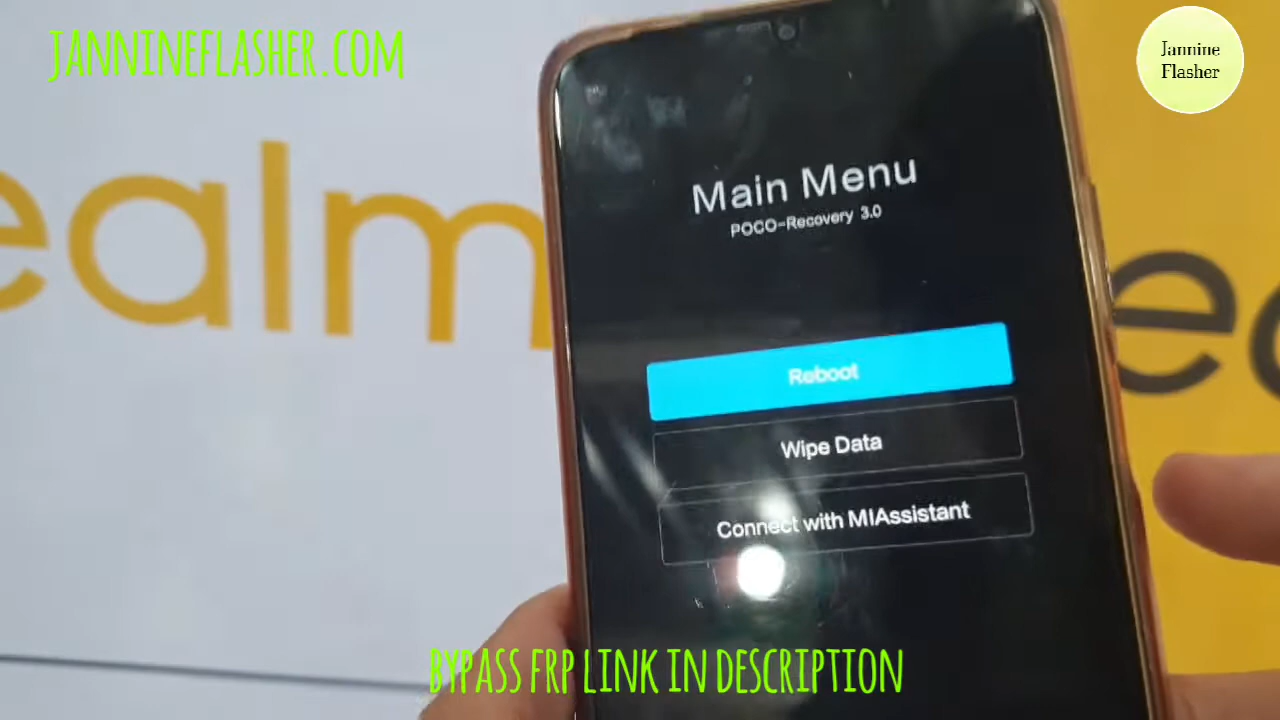 JANNINEFLASHER.COM
Jannine
Flasher
ealm
e
Main Menu
POCO-Recovery 3.0
Reboot
Wipe Data
Connect with MIAssistant
BYPASS FRP LINK IN DESCRIPTION